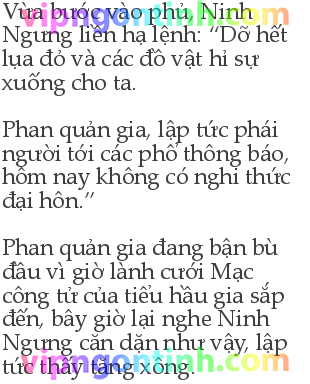 Vừa bước vào phủ, Ninh
Ngưng liền hạ lệnh: “Dỡ hết
lụa đỏ và các đồ vật hỉ sự
xuống cho ta.
Phan quản gia, lập tức phái
người tới các phố thông báo,
hôm nay không có nghi thức
đại hôn.”
Phan quản gia đang bận bù
đầu vì giờ lành cưới Mạc
công tử của tiểu hầu gia sắp
đến, bây giờ lại nghe Ninh
Ngưng căn dặn như vậy, lập
tức thấy tăng xông.
vipngontinh.com
vipngontinh.com